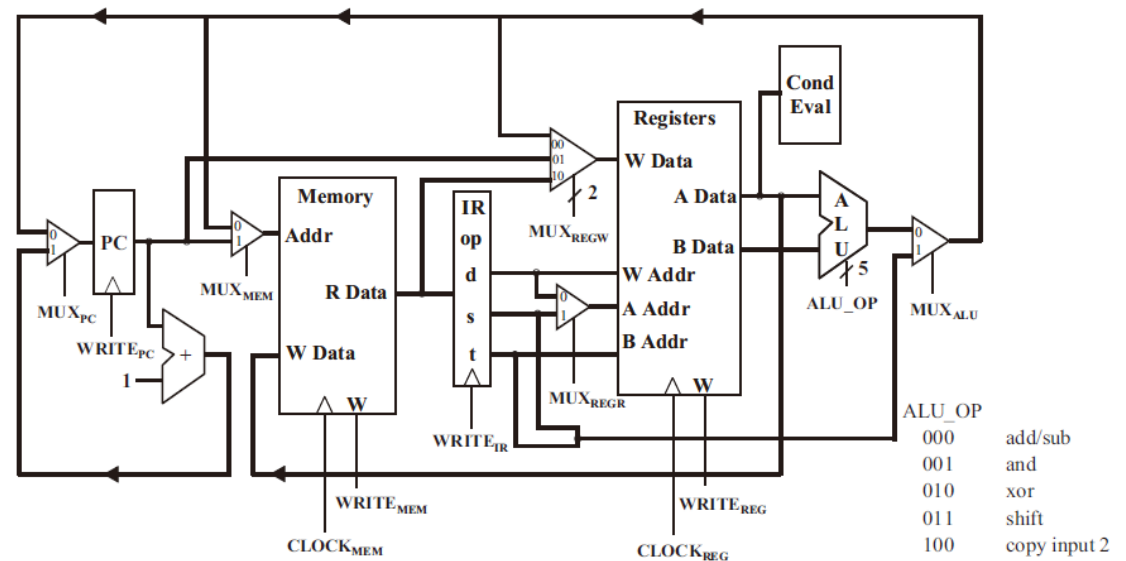 Cond
Eval
Registers
00
01
10
W Data
2
MUX_REGW
A Data
B Data
A
L
U
5
ALU_OP
0
1
MUX_ALU
Memory
Addr
R Data
W Data
W
IR
op
d
s
t
W Addr
A Addr
B Addr
W
0
1
PC
MUX_PC
WRITE_PC
0
1
MUX_MEM
+
1
0
1
MUX_REGR
WRITE_IR
WRITE_MEM
CLOCK_MEM
WRITE_REG
CLOCK_REG
ALU_OP
000 add/sub
001 and
010 xor
011 shift
100 copy input 2